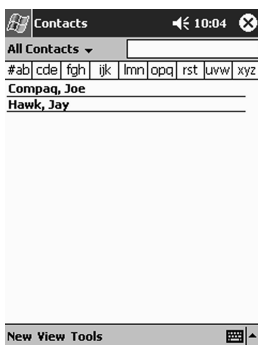 Contacts 10:04
All Contacts
#ab cde fgh ijk lmn opq rst uvw xyz
Compaq, Joe
Hawk, Jay
New View Tools